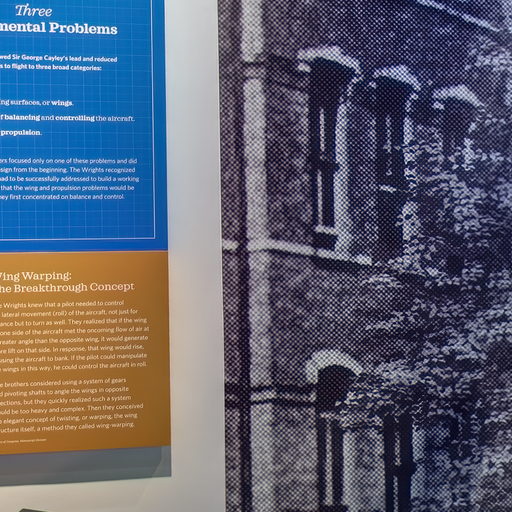 Three
mental Problems
wed Sir George Cayley's lead and reduced
s to flight to three broad categories:
ng surfaces, or wings.
f balancing and controlling the aircraft.
propulsion.
ers focused only on one of these problems and did
sign from the beginning. The Wrights recognized
had to be successfully addressed to build a working
that the wing and propulsion problems would be
hey first concentrated on balance and control.
Wing Warping:
he Breakthrough Concept
e Wrights knew that a pilot needed to control
lateral movement (roll) of the aircraft, not just for
ance but to turn as well. They realized that if the wing
one side of the aircraft met the oncoming flow of air at
reater angle than the opposite wing, it would generate
re lift on that side. In response, that wing would rise,
using the aircraft to bank. If the pilot could manipulate
wings in this way, he could control the aircraft in roll.
e brothers considered using a system of gears
d pivoting shafts to angle the wings in opposite
ections, but they quickly realized such a system
uld be too heavy and complex. Then they conceived
e elegant concept of twisting, or warping, the wing
ucture itself, a method they called wing-warping.